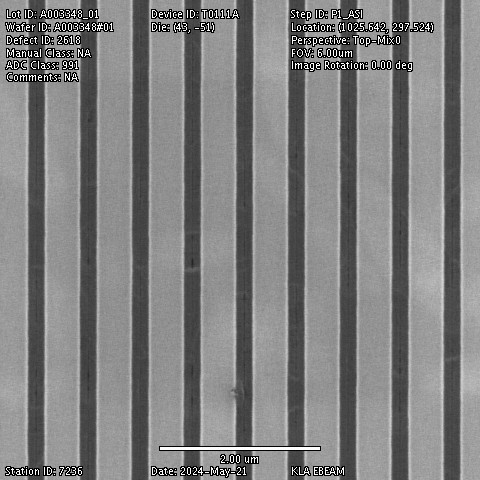 Lot ID: A003348_01
Wafer ID: A003348#01
Defect ID: 2618
Manual Class: NA
ADC Class: 991
Comments: NA
Device ID: T0111A
Die: (43, -51)
Step ID: P1_ASI
Location: (1025.642, 297.524)
Perspective: Top-Mix0
FOV: 6.00um
Image Rotation: 0.00 deg
2.00 um
Station ID: 7236
Date: 2024-May-21
KLA EBEAM